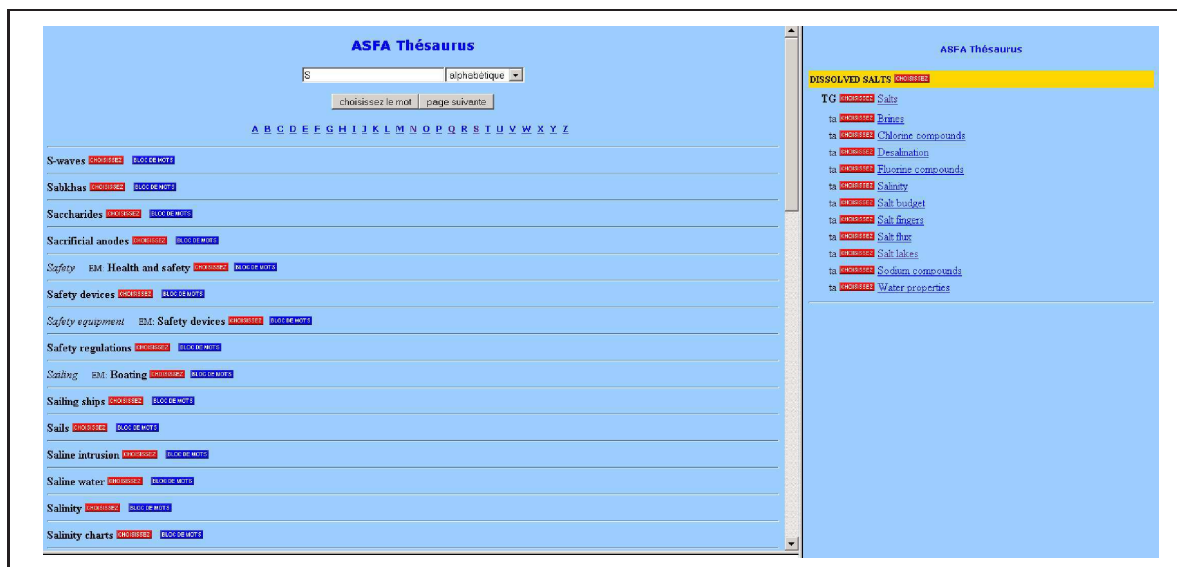 ASFA Thésaurus
S alphabétique
choisissez le mot page suivante
A B C D E F G H I J K L M N O P Q R S T U V W X Y Z
S-waves CHOISISSEZ BLOC DE MOTS
Sabkhas CHOISISSEZ BLOC DE MOTS
Saccharides CHOISISSEZ BLOC DE MOTS
Sacrificial anodes CHOISISSEZ BLOC DE MOTS
Safety EM: Health and safety CHOISISSEZ BLOC DE MOTS
Safety devices CHOISISSEZ BLOC DE MOTS
Safety equipment EM: Safety devices CHOISISSEZ BLOC DE MOTS
Safety regulations CHOISISSEZ BLOC DE MOTS
Sailing EM: Boating CHOISISSEZ BLOC DE MOTS
Sailing ships CHOISISSEZ BLOC DE MOTS
Sails CHOISISSEZ BLOC DE MOTS
Saline intrusion CHOISISSEZ BLOC DE MOTS
Saline water CHOISISSEZ BLOC DE MOTS
Salinity CHOISISSEZ BLOC DE MOTS
Salinity charts CHOISISSEZ BLOC DE MOTS
ASFA Thésaurus
DISSOLVED SALTS CHOISISSEZ
TG CHOISISSEZ Salts
ta CHOISISSEZ Brines
ta CHOISISSEZ Chlorine compounds
ta CHOISISSEZ Desalination
ta CHOISISSEZ Fluorine compounds
ta CHOISISSEZ Salinity
ta CHOISISSEZ Salt budget
ta CHOISISSEZ Salt fingers
ta CHOISISSEZ Salt flux
ta CHOISISSEZ Salt lakes
ta CHOISISSEZ Sodium compounds
ta CHOISISSEZ Water properties